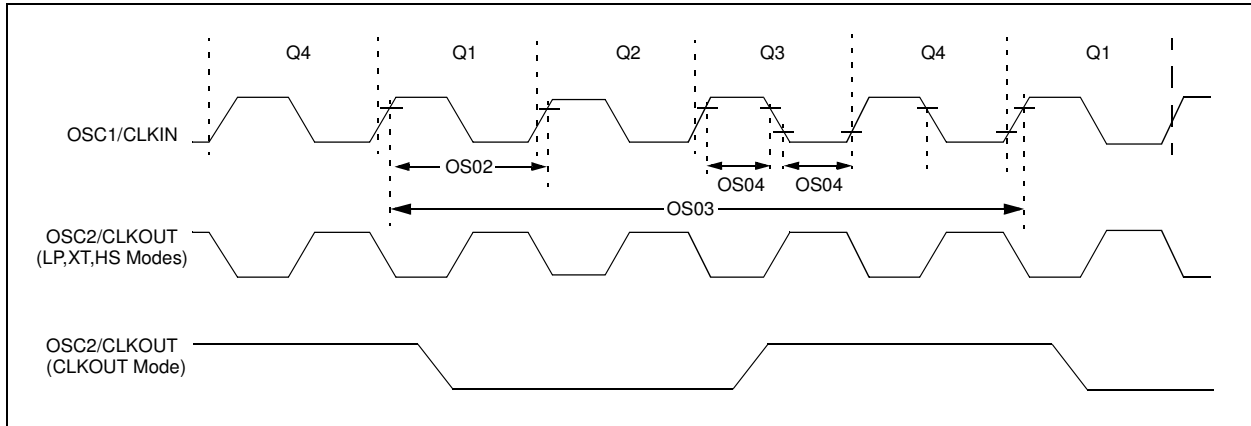 Q4 Q1 Q2 Q3 Q4 Q1
OSC1/CLKIN
OS02
OS04 OS04
OS03
OSC2/CLKOUT
(LP,XT,HS Modes)
OSC2/CLKOUT
(CLKOUT Mode)